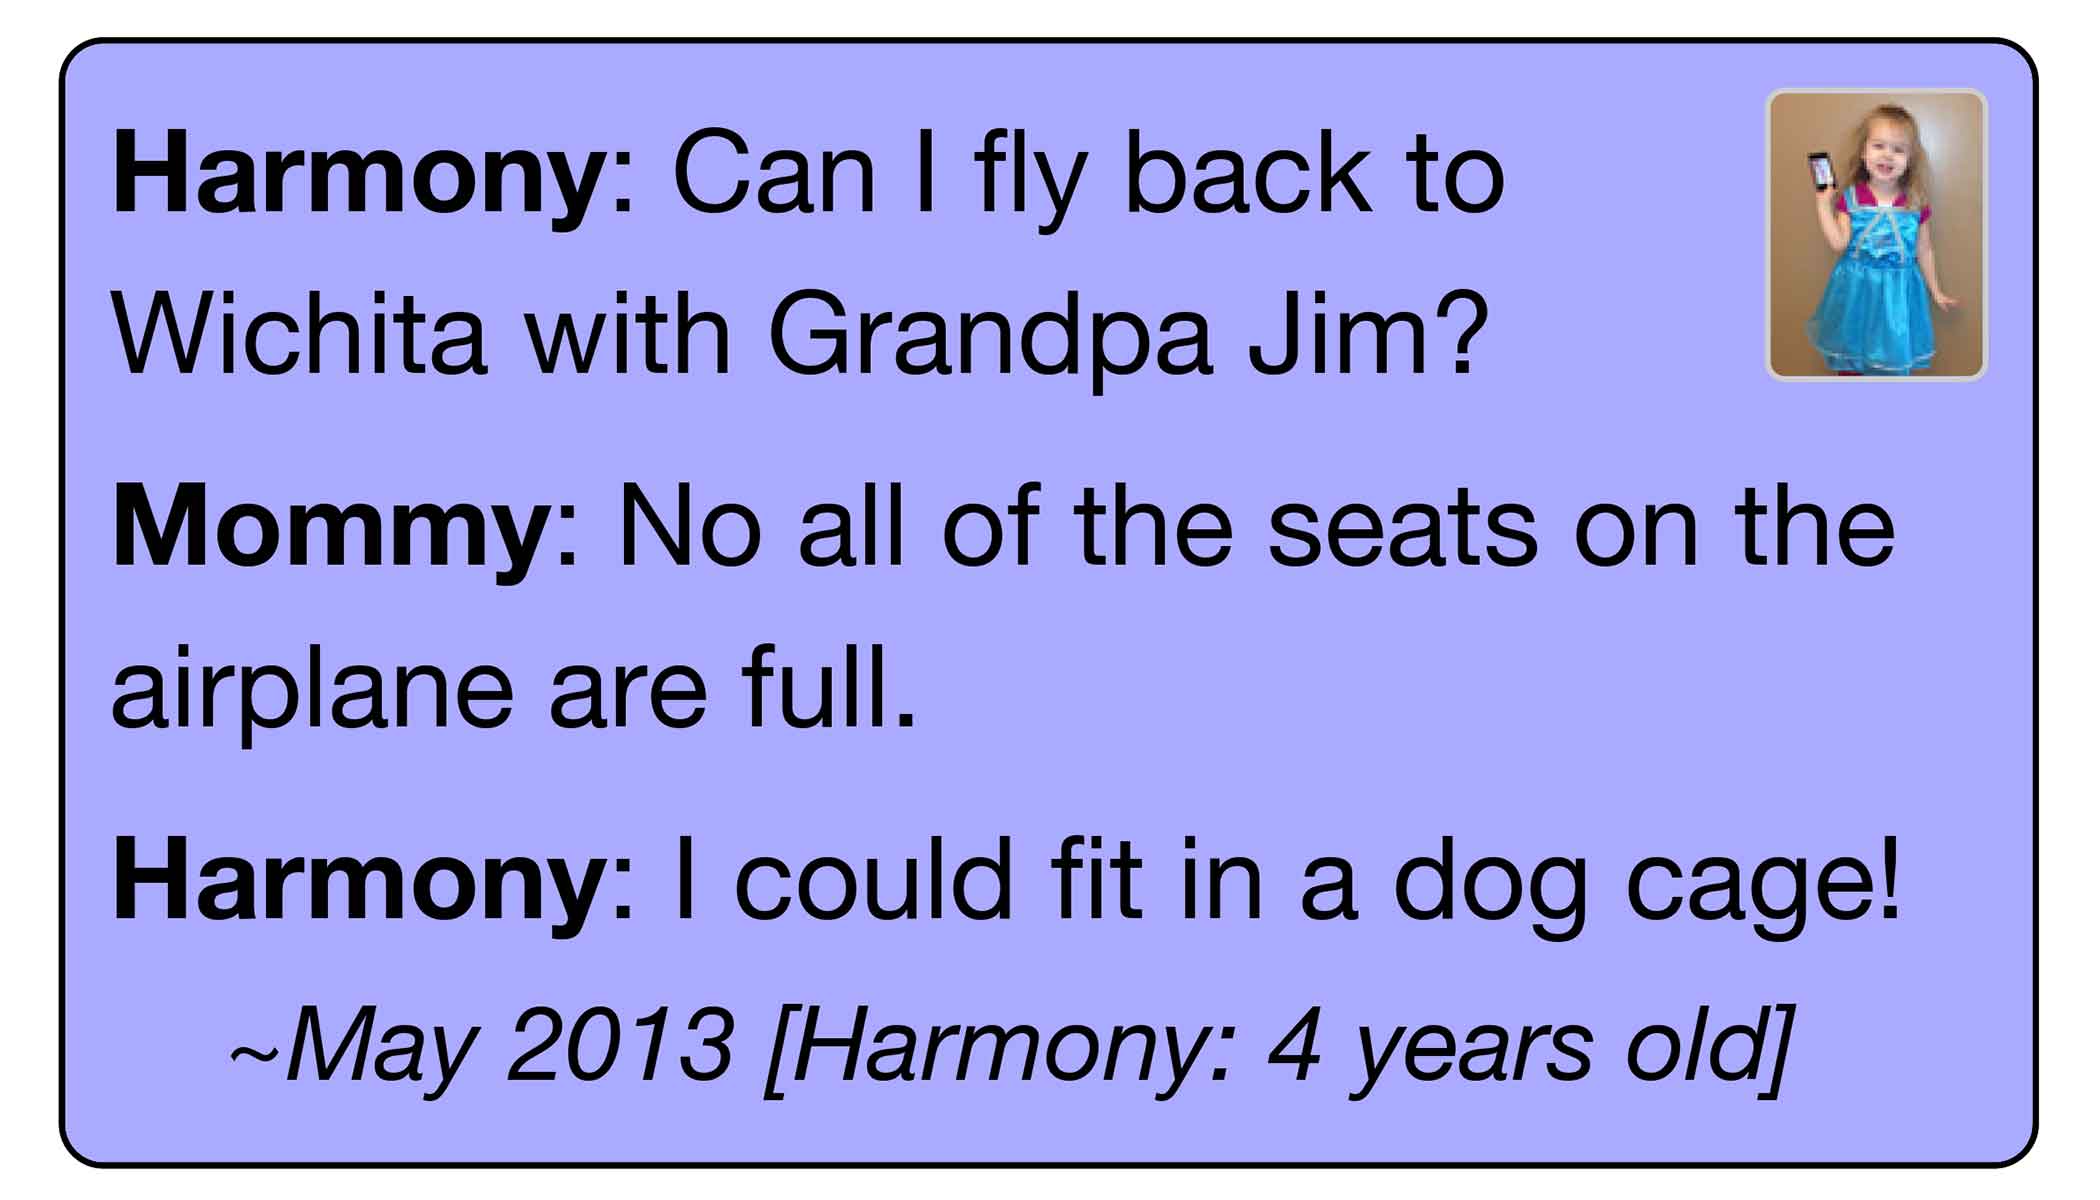 Harmony: Can I fly back to
Wichita with Grandpa Jim?
Mommy: No all of the seats on the
airplane are full.
Harmony: I could fit in a dog cage!
~May 2013 [Harmony: 4 years old]